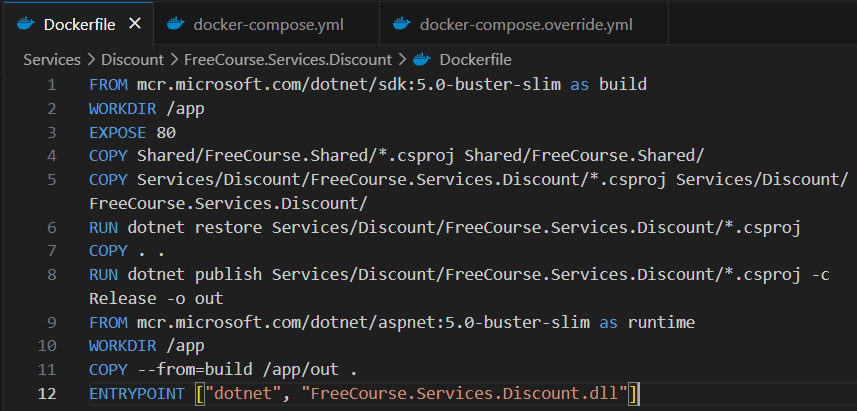 Dockerfile docker-compose.yml docker-compose.override.yml
Services > Discount > FreeCourse.Services.Discount > Dockerfile
1 FROM mcr.microsoft.com/dotnet/sdk:5.0-buster-slim as build
2 WORKDIR /app
3 EXPOSE 80
4 COPY Shared/FreeCourse.Shared/*.csproj Shared/FreeCourse.Shared/
5 COPY Services/Discount/FreeCourse.Services.Discount/*.csproj Services/Discount/
FreeCourse.Services.Discount/
6 RUN dotnet restore Services/Discount/FreeCourse.Services.Discount/*.csproj
7 COPY . .
8 RUN dotnet publish Services/Discount/FreeCourse.Services.Discount/*.csproj -c
Release -o out
9 FROM mcr.microsoft.com/dotnet/aspnet:5.0-buster-slim as runtime
10 WORKDIR /app
11 COPY --from=build /app/out .
12 ENTRYPOINT ["dotnet", "FreeCourse.Services.Discount.dll"]